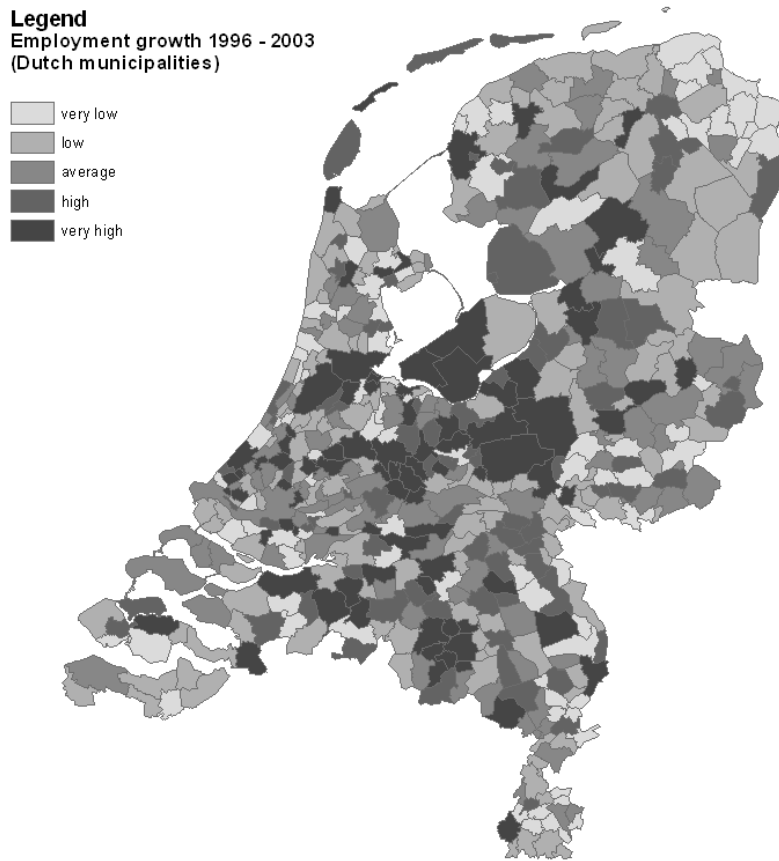 Legend
Employment growth 1996 - 2003
(Dutch municipalities)
very low
low
average
high
very high